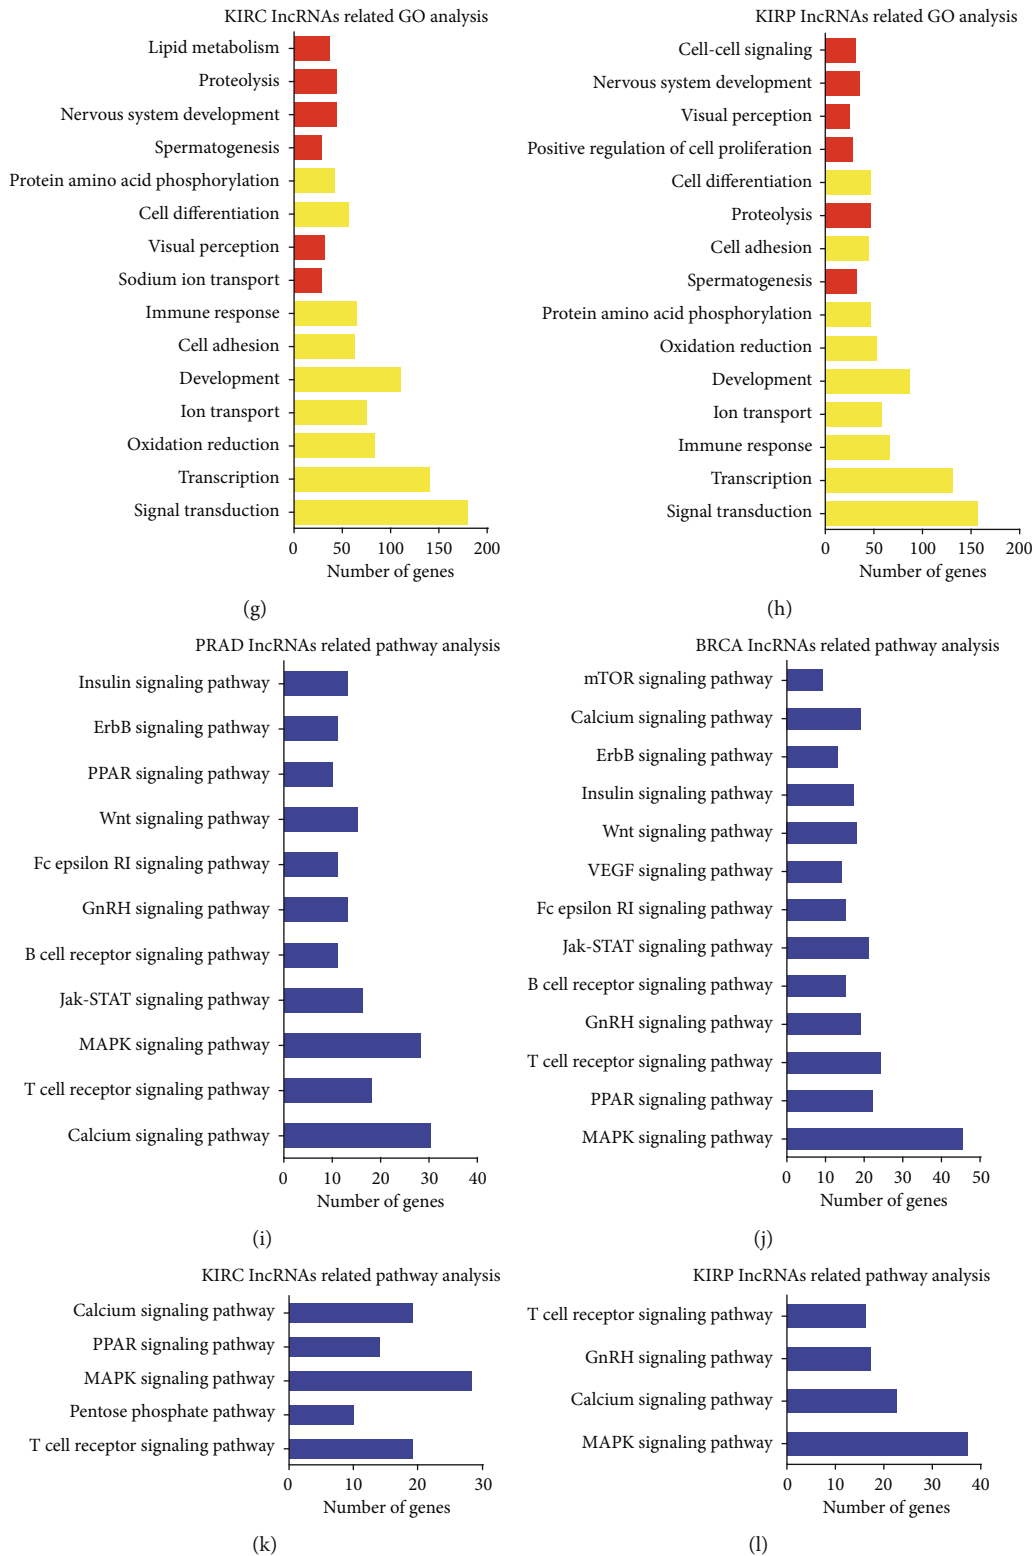 KIRC lncRNAs related GO analysis
Lipid metabolism
Proteolysis
Nervous system development
Spermatogenesis
Protein amino acid phosphorylation
Cell differentiation
Visual perception
Sodium ion transport
Immune response
Cell adhesion
Development
Ion transport
Oxidation reduction
Transcription
Signal transduction
0 50 100 150 200
Number of genes
(g)
KIRP lncRNAs related GO analysis
Cell-cell signaling
Nervous system development
Visual perception
Positive regulation of cell proliferation
Cell differentiation
Proteolysis
Cell adhesion
Spermatogenesis
Protein amino acid phosphorylation
Oxidation reduction
Development
Ion transport
Immune response
Transcription
Signal transduction
0 50 100 150 200
Number of genes
(h)
PRAD lncRNAs related pathway analysis
Insulin signaling pathway
ErbB signaling pathway
PPAR signaling pathway
Wnt signaling pathway
Fc epsilon RI signaling pathway
GnRH signaling pathway
B cell receptor signaling pathway
Jak-STAT signaling pathway
MAPK signaling pathway
T cell receptor signaling pathway
Calcium signaling pathway
0 10 20 30 40
Number of genes
(i)
BRCA lncRNAs related pathway analysis
mTOR signaling pathway
Calcium signaling pathway
ErbB signaling pathway
Insulin signaling pathway
Wnt signaling pathway
VEGF signaling pathway
Fc epsilon RI signaling pathway
Jak-STAT signaling pathway
B cell receptor signaling pathway
GnRH signaling pathway
T cell receptor signaling pathway
PPAR signaling pathway
MAPK signaling pathway
0 10 20 30 40 50
Number of genes
(j)
KIRC lncRNAs related pathway analysis
Calcium signaling pathway
PPAR signaling pathway
MAPK signaling pathway
Pentose phosphate pathway
T cell receptor signaling pathway
0 10 20 30
Number of genes
(k)
KIRP lncRNAs related pathway analysis
T cell receptor signaling pathway
GnRH signaling pathway
Calcium signaling pathway
MAPK signaling pathway
0 10 20 30 40
Number of genes
(l)